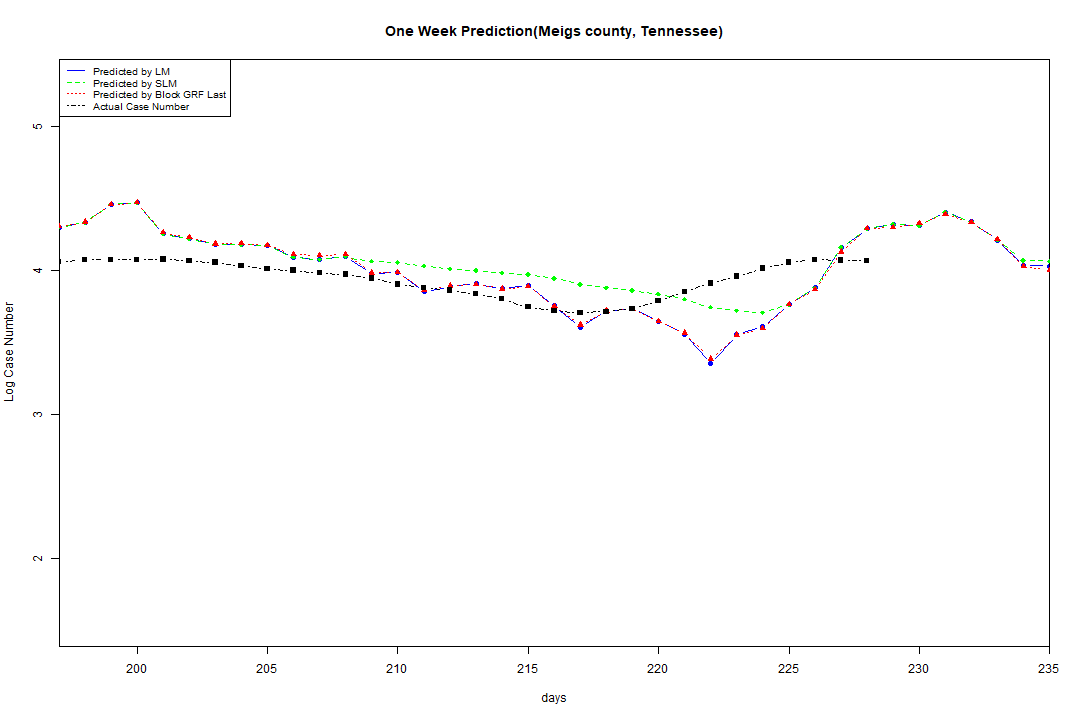 One Week Prediction(Meigs county, Tennessee)
Predicted by LM
Predicted by SLM
Predicted by Block GRF Last
Actual Case Number
5
4
3
2
Log Case Number
200 205 210 215 220 225 230 235
days